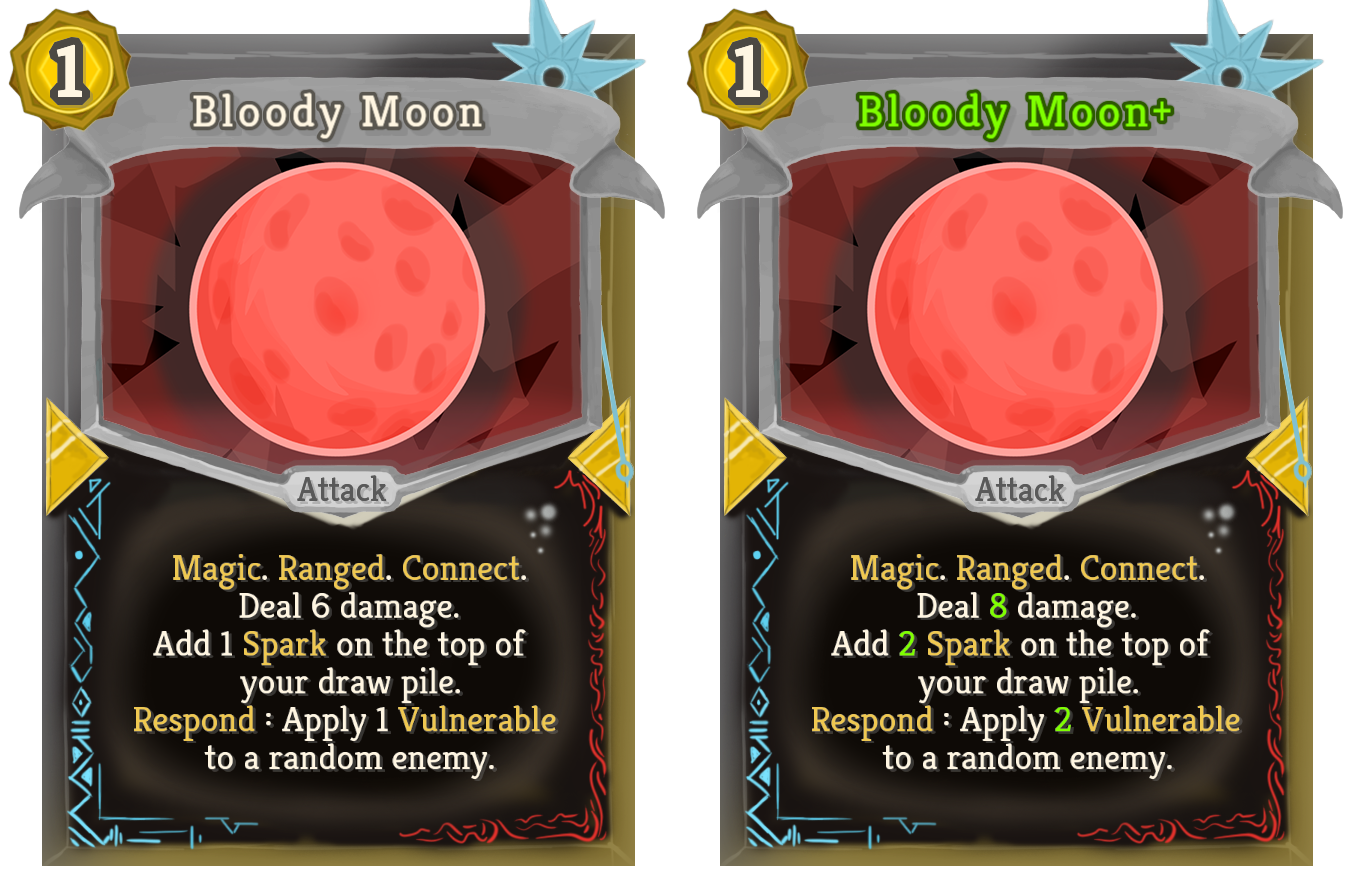 1
Bloody Moon
Attack
Magic. Ranged. Connect.
Deal 6 damage.
Add 1 Spark on the top of
your draw pile.
Respond : Apply 1 Vulnerable
to a random enemy.
1
Bloody Moon+
Attack
Magic. Ranged. Connect.
Deal 8 damage.
Add 2 Spark on the top of
your draw pile.
Respond : Apply 2 Vulnerable
to a random enemy.